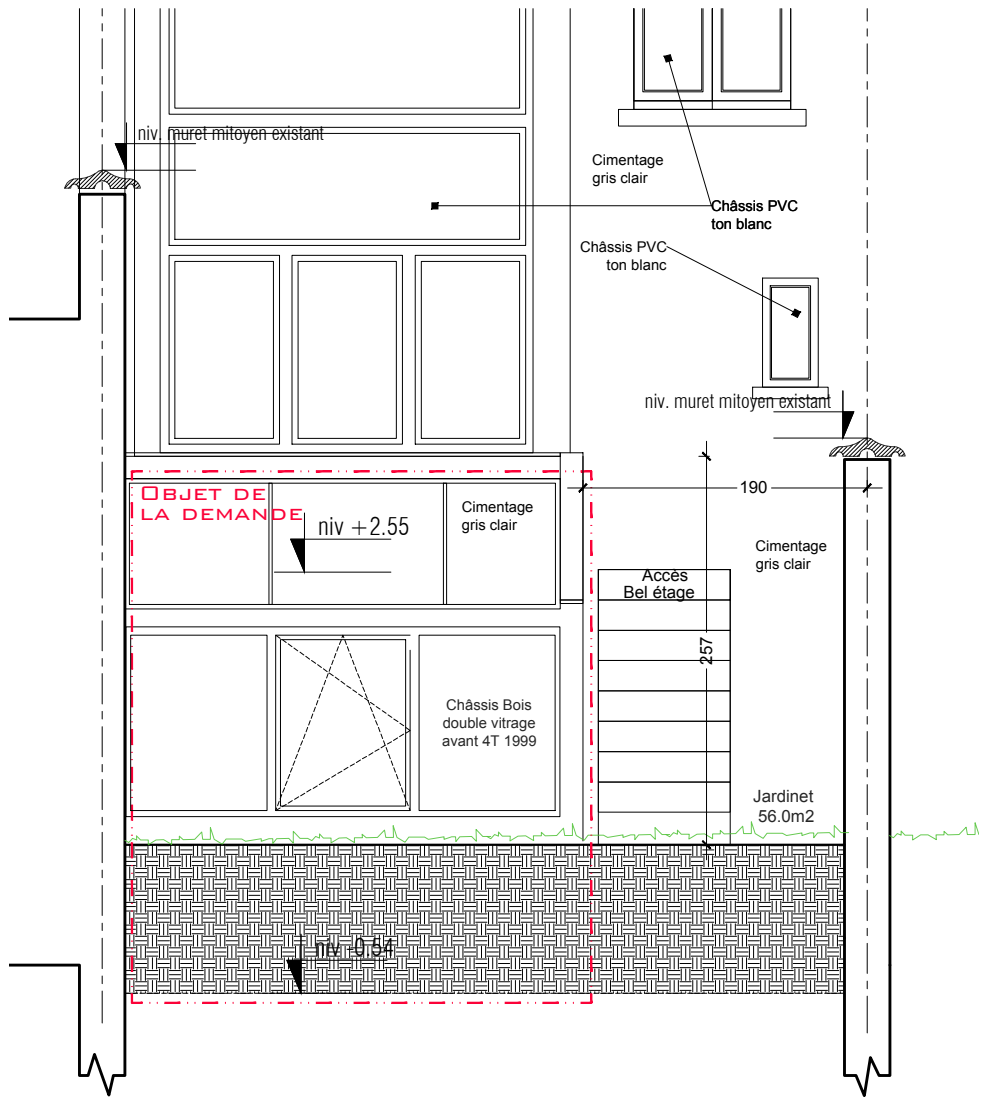 niv. muret mitoyen existant
Cimentage
gris clair
Châssis PVC
ton blanc
Châssis PVC
ton blanc
niv. muret mitoyen existant
190
OBJET DE
LA DEMANDE
niv +2.55
Cimentage
gris clair
Cimentage
gris clair
Accès
Bel étage
257
Châssis Bois
double vitrage
avant 4T 1999
Jardinet
56.0m2
niv -0.54